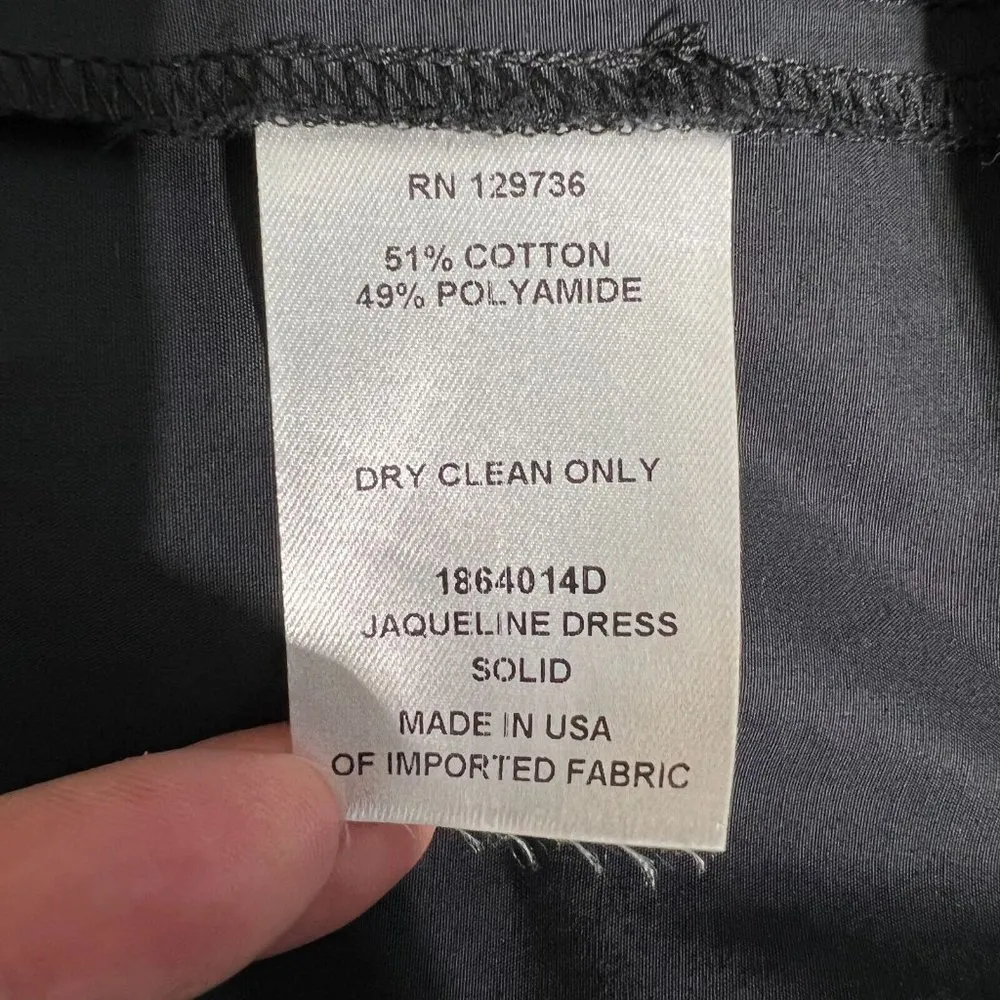 RN 129736
51% COTTON
49% POLYAMIDE
DRY CLEAN ONLY
1864014D
JAQUELINE DRESS
SOLID
MADE IN USA
OF IMPORTED FABRIC